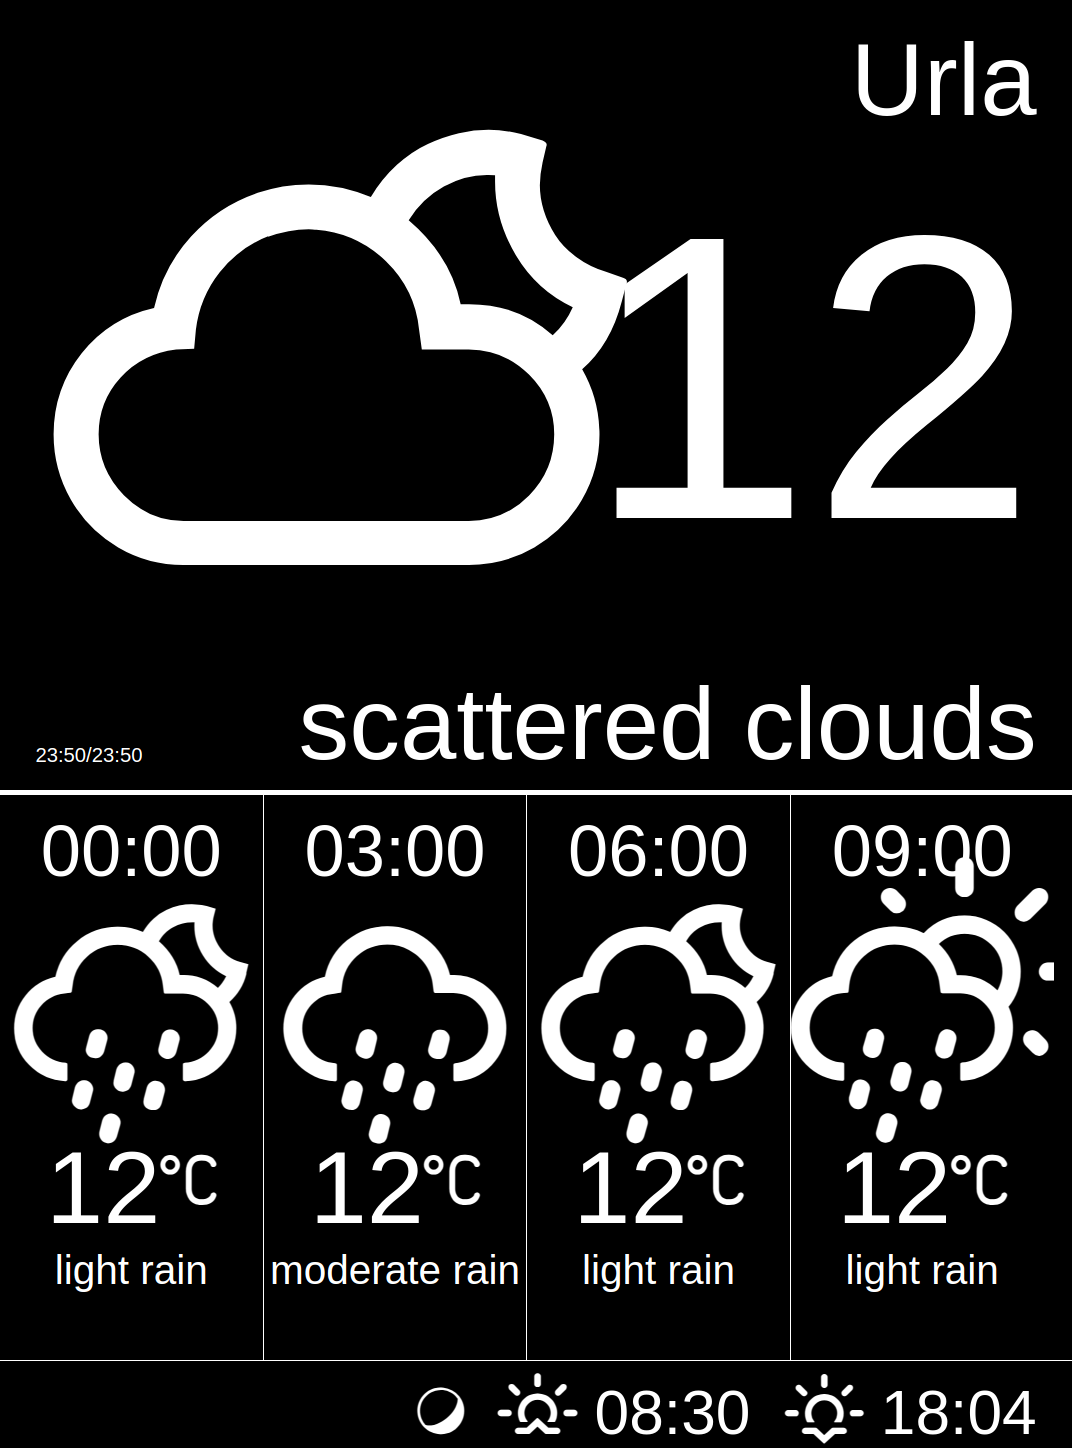 Urla
12
scattered clouds
23:50/23:50
00:00 03:00 06:00 09:00
12°C 12°C 12°C 12°C
light rain moderate rain light rain light rain
08:30 18:04